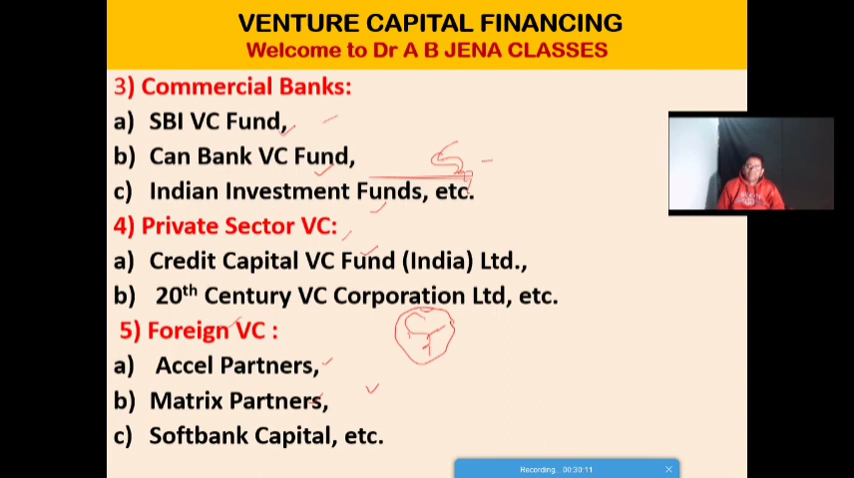 VENTURE CAPITAL FINANCING
Welcome to Dr A B JENA CLASSES
3) Commercial Banks:
a) SBI VC Fund,
b) Can Bank VC Fund,
c) Indian Investment Funds, etc.
4) Private Sector VC:
a) Credit Capital VC Fund (India) Ltd.,
b) 20th Century VC Corporation Ltd, etc.
5) Foreign VC :
a) Accel Partners,
b) Matrix Partners,
c) Softbank Capital, etc.
Recording 00:30:11